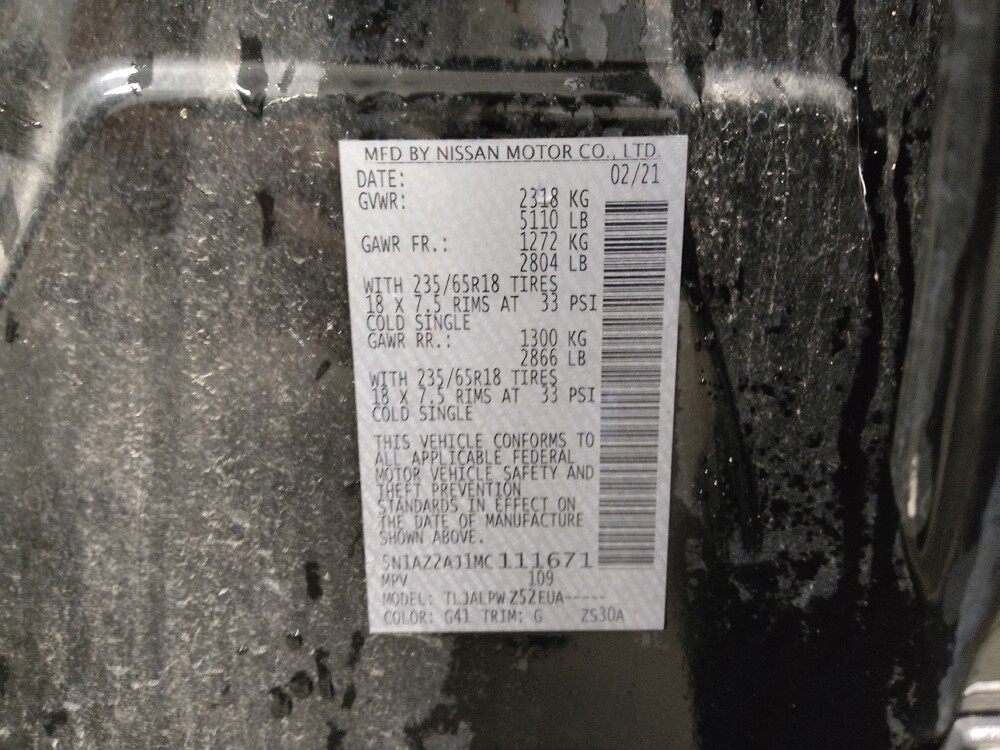 MFD BY NISSAN MOTOR CO., LTD.
DATE: 02/21
GVWR: 2318 KG
5110 LB
GAWR FR.: 1272 KG
2804 LB
WITH 235/65R18 TIRES
18 X 7.5 RIMS AT 33 PSI
COLD SINGLE
GAWR RR.: 1300 KG
2866 LB
WITH 235/65R18 TIRES
18 X 7.5 RIMS AT 33 PSI
COLD SINGLE
THIS VEHICLE CONFORMS TO
ALL APPLICABLE FEDERAL
MOTOR VEHICLE SAFETY AND
THEFT PREVENTION
STANDARDS IN EFFECT ON
THE DATE OF MANUFACTURE
SHOWN ABOVE.
5N1AZ2AJ1MC111671
MPV 109
MODEL: TLJALPW Z52EUA-----
COLOR: G41 TRIM: G ZS30A